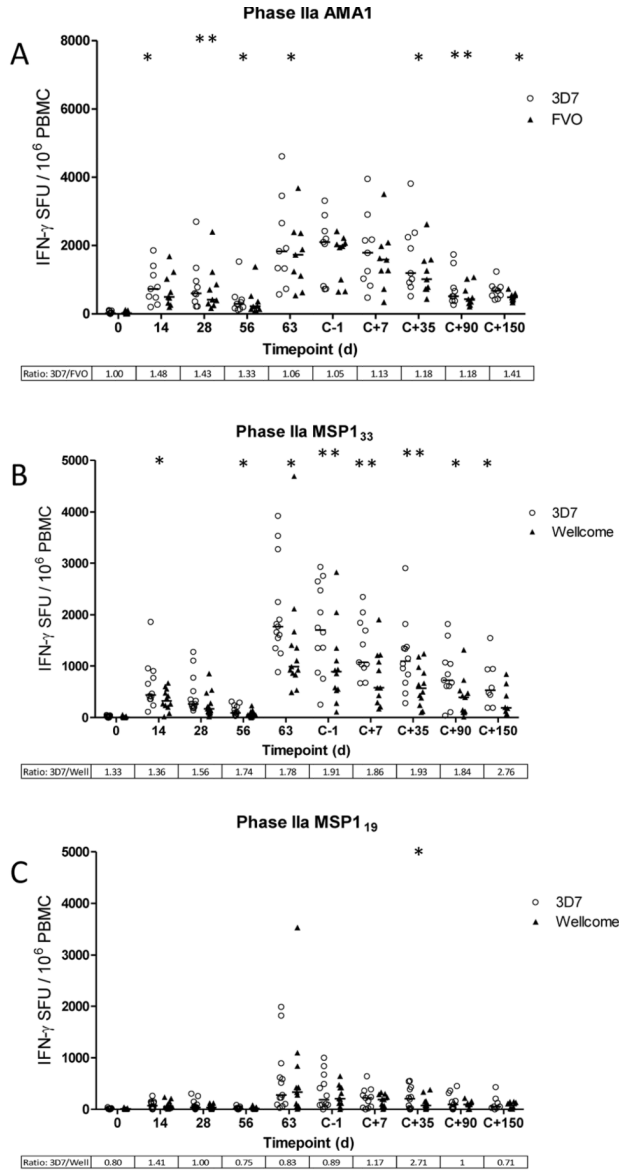 Phase IIa AMA1
A
8000
6000
4000
2000
0
IFN-γ SFU / 10⁶ PBMC
* ** * * * ** *
3D7
FVO
0 14 28 56 63 C-1 C+7 C+35 C+90 C+150
Timepoint (d)
Ratio: 3D7/FVO 1.00 1.48 1.43 1.33 1.06 1.05 1.13 1.18 1.18 1.41
Phase IIa MSP1₃₃
B
5000
4000
3000
2000
1000
0
IFN-γ SFU / 10⁶ PBMC
* * * ** ** ** * *
3D7
Wellcome
0 14 28 56 63 C-1 C+7 C+35 C+90 C+150
Timepoint (d)
Ratio: 3D7/Well 1.33 1.36 1.56 1.74 1.78 1.91 1.86 1.93 1.84 2.76
Phase IIa MSP1₁₉
C
5000
4000
3000
2000
1000
0
IFN-γ SFU / 10⁶ PBMC
*
3D7
Wellcome
0 14 28 56 63 C-1 C+7 C+35 C+90 C+150
Timepoint (d)
Ratio: 3D7/Well 0.80 1.41 1.00 0.75 0.83 0.89 1.17 2.71 1 0.71